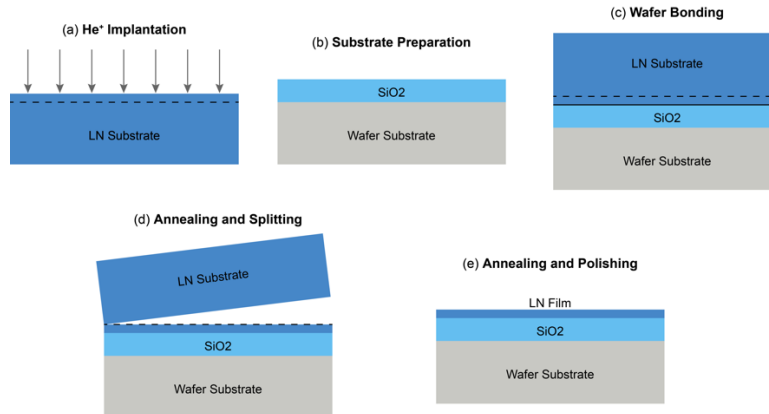 (a) He⁺ Implantation
LN Substrate
(b) Substrate Preparation
SiO2
Wafer Substrate
(c) Wafer Bonding
LN Substrate
SiO2
Wafer Substrate
(d) Annealing and Splitting
LN Substrate
SiO2
Wafer Substrate
(e) Annealing and Polishing
LN Film
SiO2
Wafer Substrate